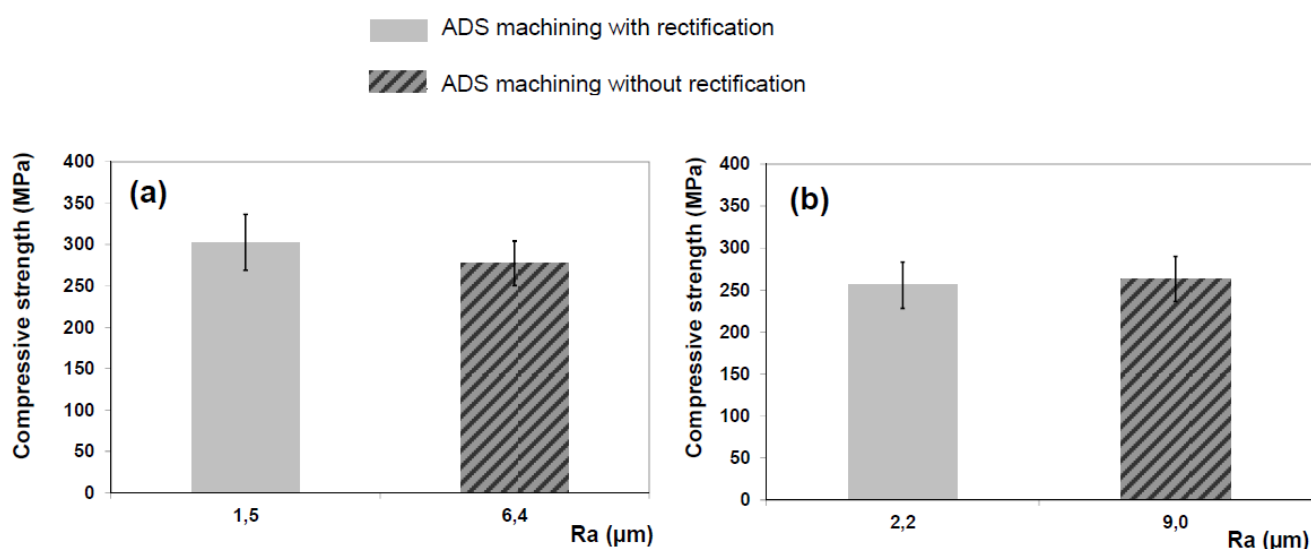 ADS machining with rectification
ADS machining without rectification
Compressive strength (MPa)
400
350
300
250
200
150
100
50
0
(a)
1,5
6,4
Ra (µm)
Compressive strength (MPa)
400
350
300
250
200
150
100
50
0
(b)
2,2
9,0
Ra (µm)